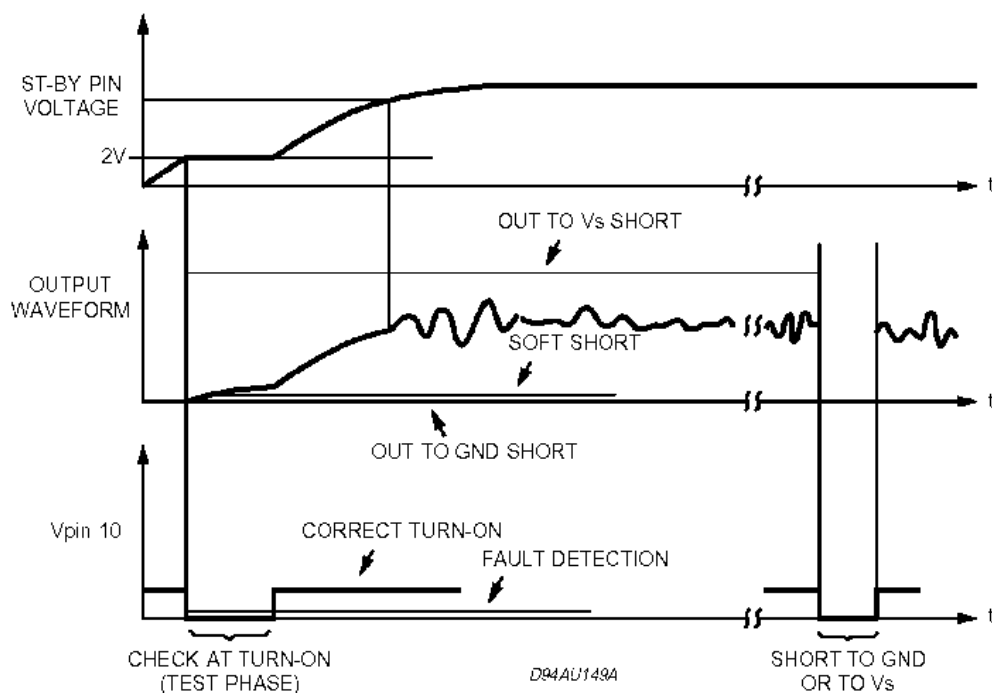 ST-BY PIN
VOLTAGE
2V
t
OUT TO Vs SHORT
OUTPUT
WAVEFORM
SOFT SHORT
t
OUT TO GND SHORT
Vpin 10
CORRECT TURN-ON
FAULT DETECTION
t
CHECK AT TURN-ON
(TEST PHASE)
D94AU149A
SHORT TO GND
OR TO Vs